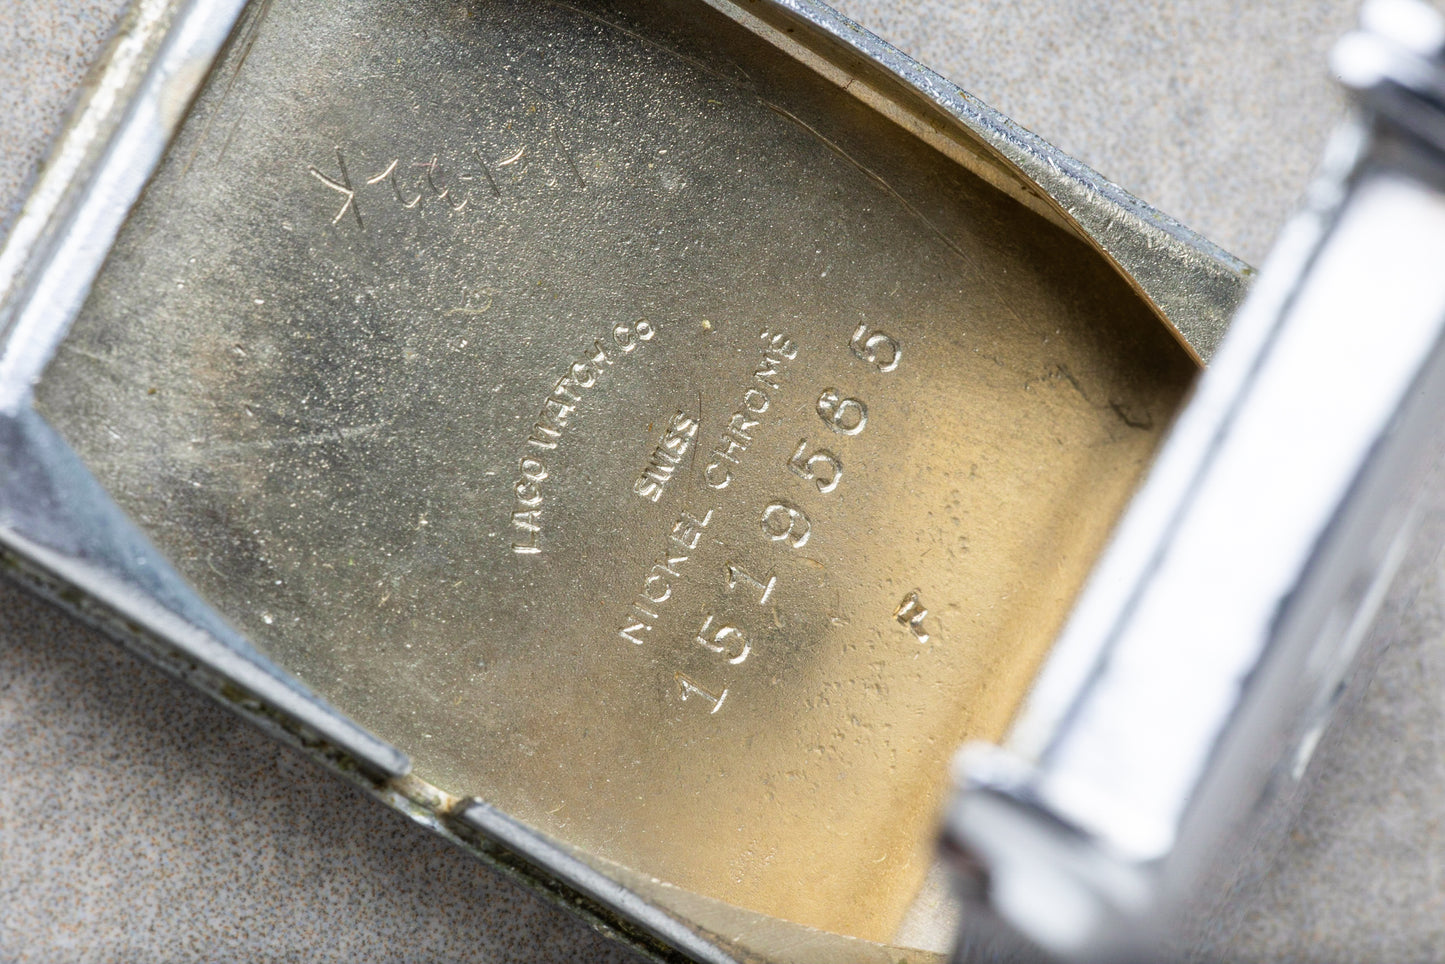 LACO WATCH Co
SWISS
NICKEL CHROMÉ
1519565